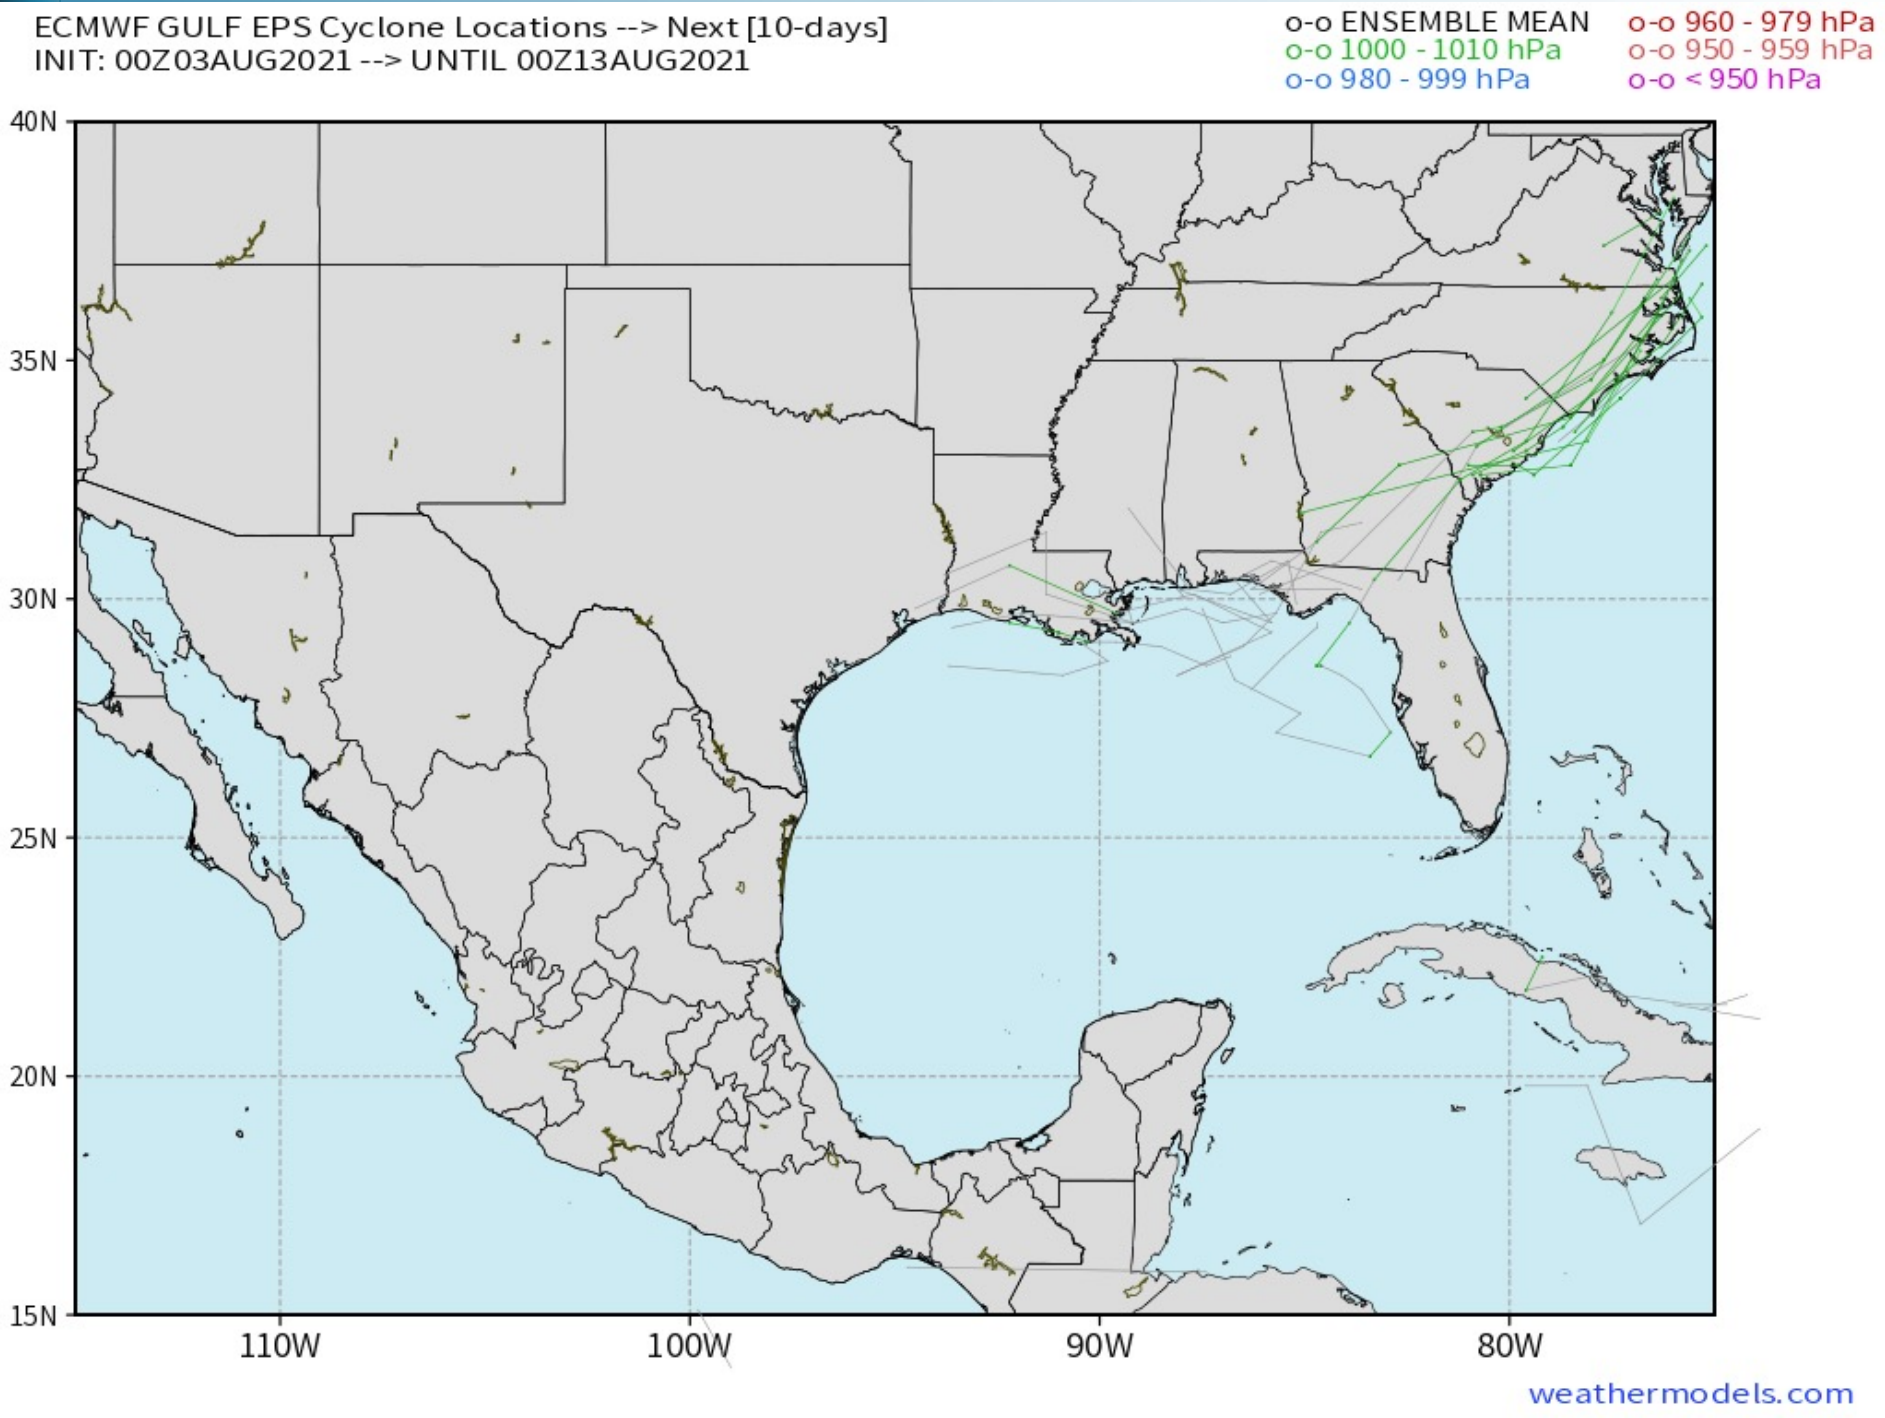 ECMWF GULF EPS Cyclone Locations --> Next [10-days]
INIT: 00Z03AUG2021 --> UNTIL 00Z13AUG2021
o-o ENSEMBLE MEAN
o-o 1000 - 1010 hPa
o-o 980 - 999 hPa
o-o 960 - 979 hPa
o-o 950 - 959 hPa
o-o < 950 hPa
40N
35N
30N
25N
20N
15N
110W
100W
90W
80W
weathermodels.com